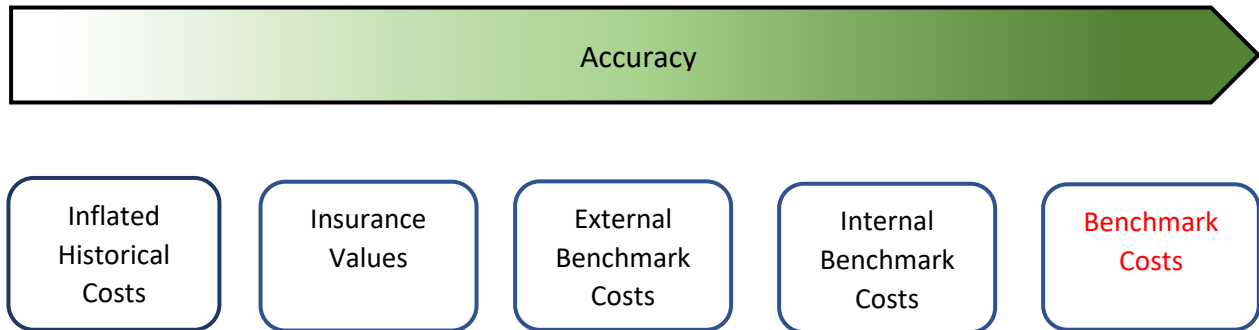 Accuracy
Inflated
Historical
Costs
Insurance
Values
External
Benchmark
Costs
Internal
Benchmark
Costs
Benchmark
Costs